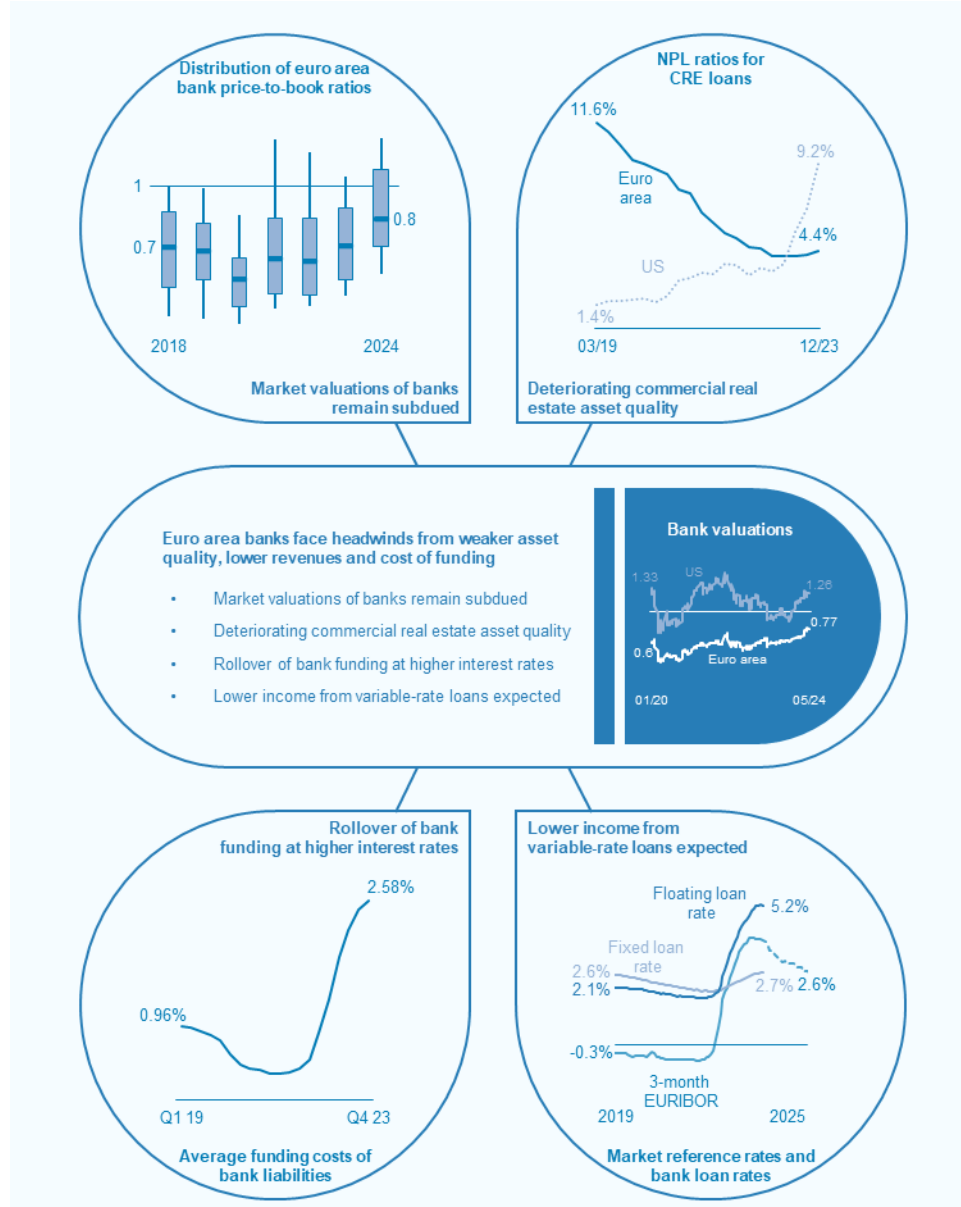 Distribution of euro area
bank price-to-book ratios
1
0.7
0.8
2018
2024
Market valuations of banks
remain subdued
NPL ratios for
CRE loans
11.6%
9.2%
Euro
area
4.4%
US
1.4%
03/19
12/23
Deteriorating commercial real
estate asset quality
Euro area banks face headwinds from weaker asset
quality, lower revenues and cost of funding
• Market valuations of banks remain subdued
• Deteriorating commercial real estate asset quality
• Rollover of bank funding at higher interest rates
• Lower income from variable-rate loans expected
Bank valuations
1.33
US
1.26
0.77
0.6
Euro area
01/20
05/24
Rollover of bank
funding at higher interest rates
2.58%
0.96%
Q1 19
Q4 23
Average funding costs of
bank liabilities
Lower income from
variable-rate loans expected
Floating loan
rate
5.2%
Fixed loan
rate
2.6%
2.1%
2.7%
2.6%
-0.3%
3-month
EURIBOR
2019
2025
Market reference rates and
bank loan rates